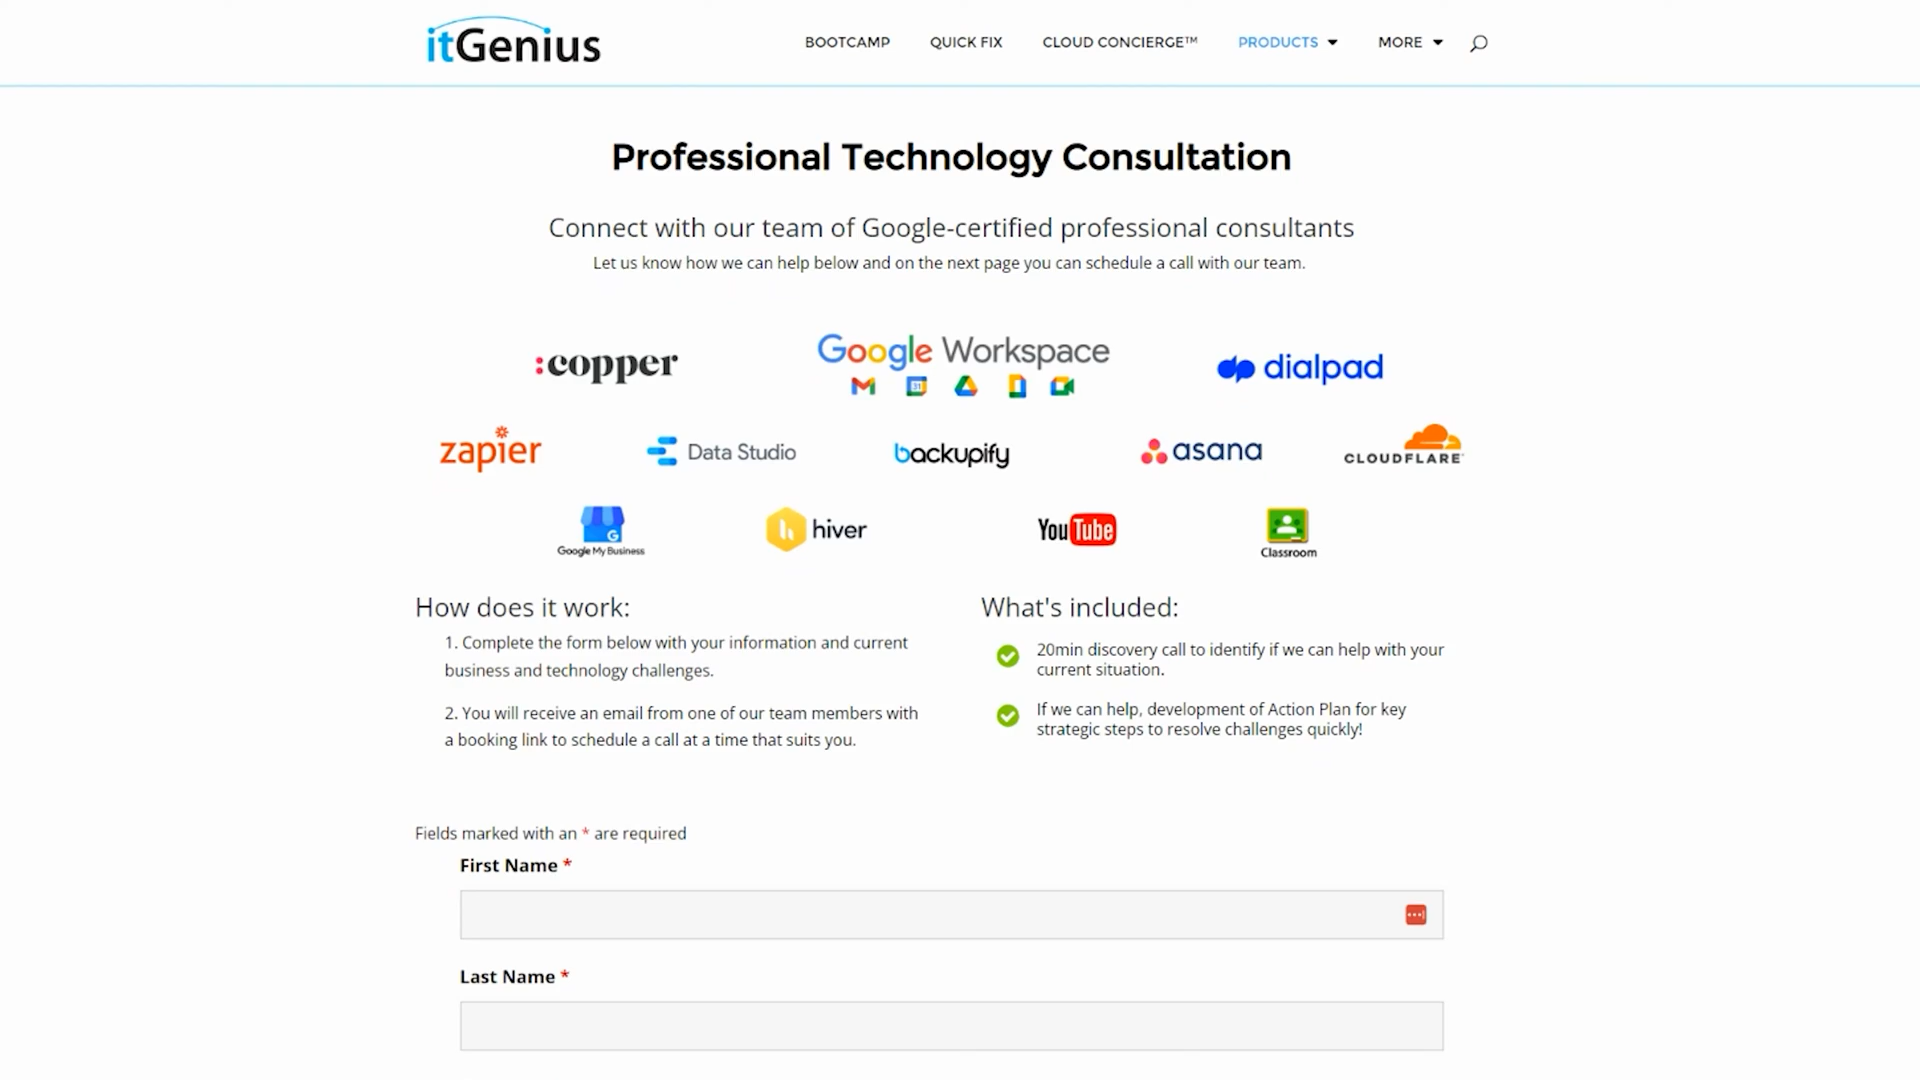 itGenius
BOOTCAMP QUICK FIX CLOUD CONCIERGE™ PRODUCTS MORE
Professional Technology Consultation
Connect with our team of Google-certified professional consultants
Let us know how we can help below and on the next page you can schedule a call with our team.
:copper Google Workspace dialpad
31
zapier Data Studio backupify asana CLOUDFLARE
G
Google My Business hiver YouTube Classroom
How does it work:
1. Complete the form below with your information and current
business and technology challenges.
2. You will receive an email from one of our team members with
a booking link to schedule a call at a time that suits you.
What's included:
20min discovery call to identify if we can help with your
current situation.
If we can help, development of Action Plan for key
strategic steps to resolve challenges quickly!
Fields marked with an * are required
First Name *
Last Name *